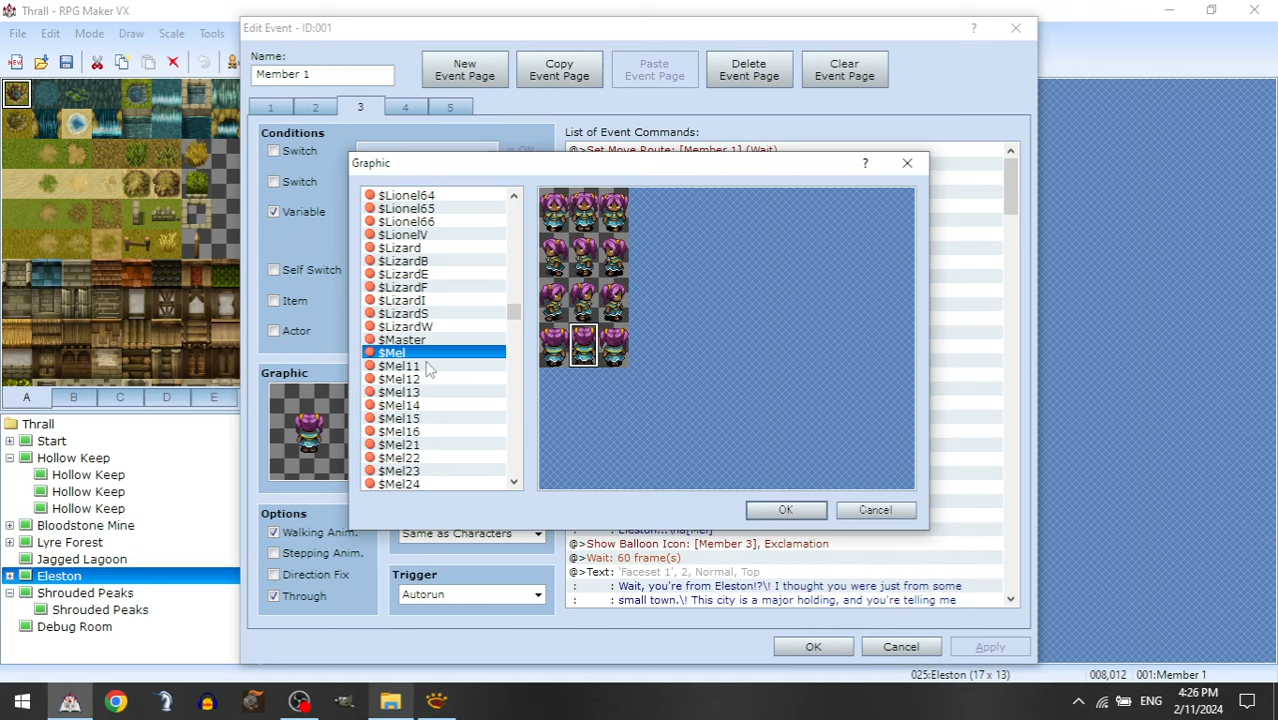 Thrall - RPG Maker VX
File Edit Mode Draw Scale Tools
Edit Event - ID:001
Name:
Member 1
New Event Page
Copy Event Page
Paste Event Page
Delete Event Page
Clear Event Page
1 2 3 4 5
Conditions
Switch
is ON
Switch
Variable
Self Switch
Item
Actor
List of Event Commands:
@>Set Move Route: [Member 1] (Wait)
Graphic
$Lionel64
$Lionel65
$Lionel66
$LionelV
$Lizard
$LizardB
$LizardE
$LizardF
$LizardI
$LizardS
$LizardW
$Master
$Mel
$Mel11
$Mel12
$Mel13
$Mel14
$Mel15
$Mel16
$Mel21
$Mel22
$Mel23
$Mel24
OK
Cancel
Graphic
Options
Walking Anim.
Stepping Anim.
Direction Fix
Through
Same as Characters
Trigger
Autorun
: : Eleston...\na[Mel]
@>Show Balloon Icon: [Member 3], Exclamation
@>Wait: 60 frame(s)
@>Text: 'Faceset 1', 2, Normal, Top
: : Wait, you're from Eleston!?\! I thought you were just from some
: : small town.\! This city is a major holding, and you're telling me
OK
Cancel
Apply
A B C D E
Thrall
Start
Hollow Keep
Hollow Keep
Hollow Keep
Hollow Keep
Bloodstone Mine
Lyre Forest
Jagged Lagoon
Eleston
Shrouded Peaks
Shrouded Peaks
Debug Room
025:Eleston (17 x 13)
008,012
001:Member 1
ENG
4:26 PM
2/11/2024